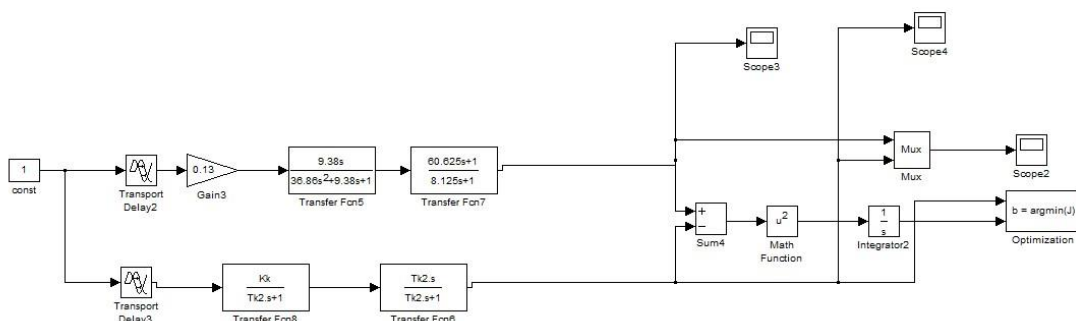 Scope4
Scope3
9.38s
36.86s²+9.38s+1
60.625s+1
8.125s+1
Mux
Mux
1
const
0.13
Transport
Delay2
Gain3
Transfer Fcn5
Transfer Fcn7
Scope2
+
−
Sum4
u²
Math
Function
1
s
Integrator2
b = argmin(J)
Optimization
Transport
Delay3
Kk
Tk2.s+1
Transfer Fcn8
Tk2.s
Tk2.s+1
Transfer Fcn6